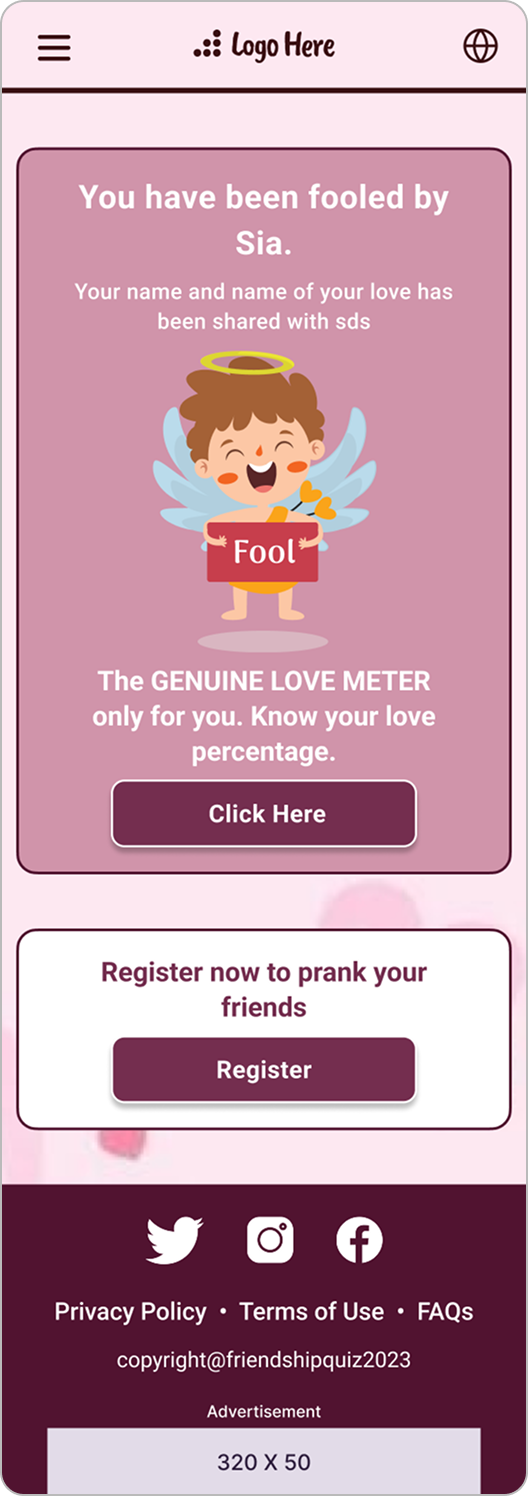 Logo Here
You have been fooled by
Sia.
Your name and name of your love has
been shared with sds
Fool
The GENUINE LOVE METER
only for you. Know your love
percentage.
Click Here
Register now to prank your
friends
Register
Privacy Policy • Terms of Use • FAQs
copyright@friendshipquiz2023
Advertisement
320 X 50